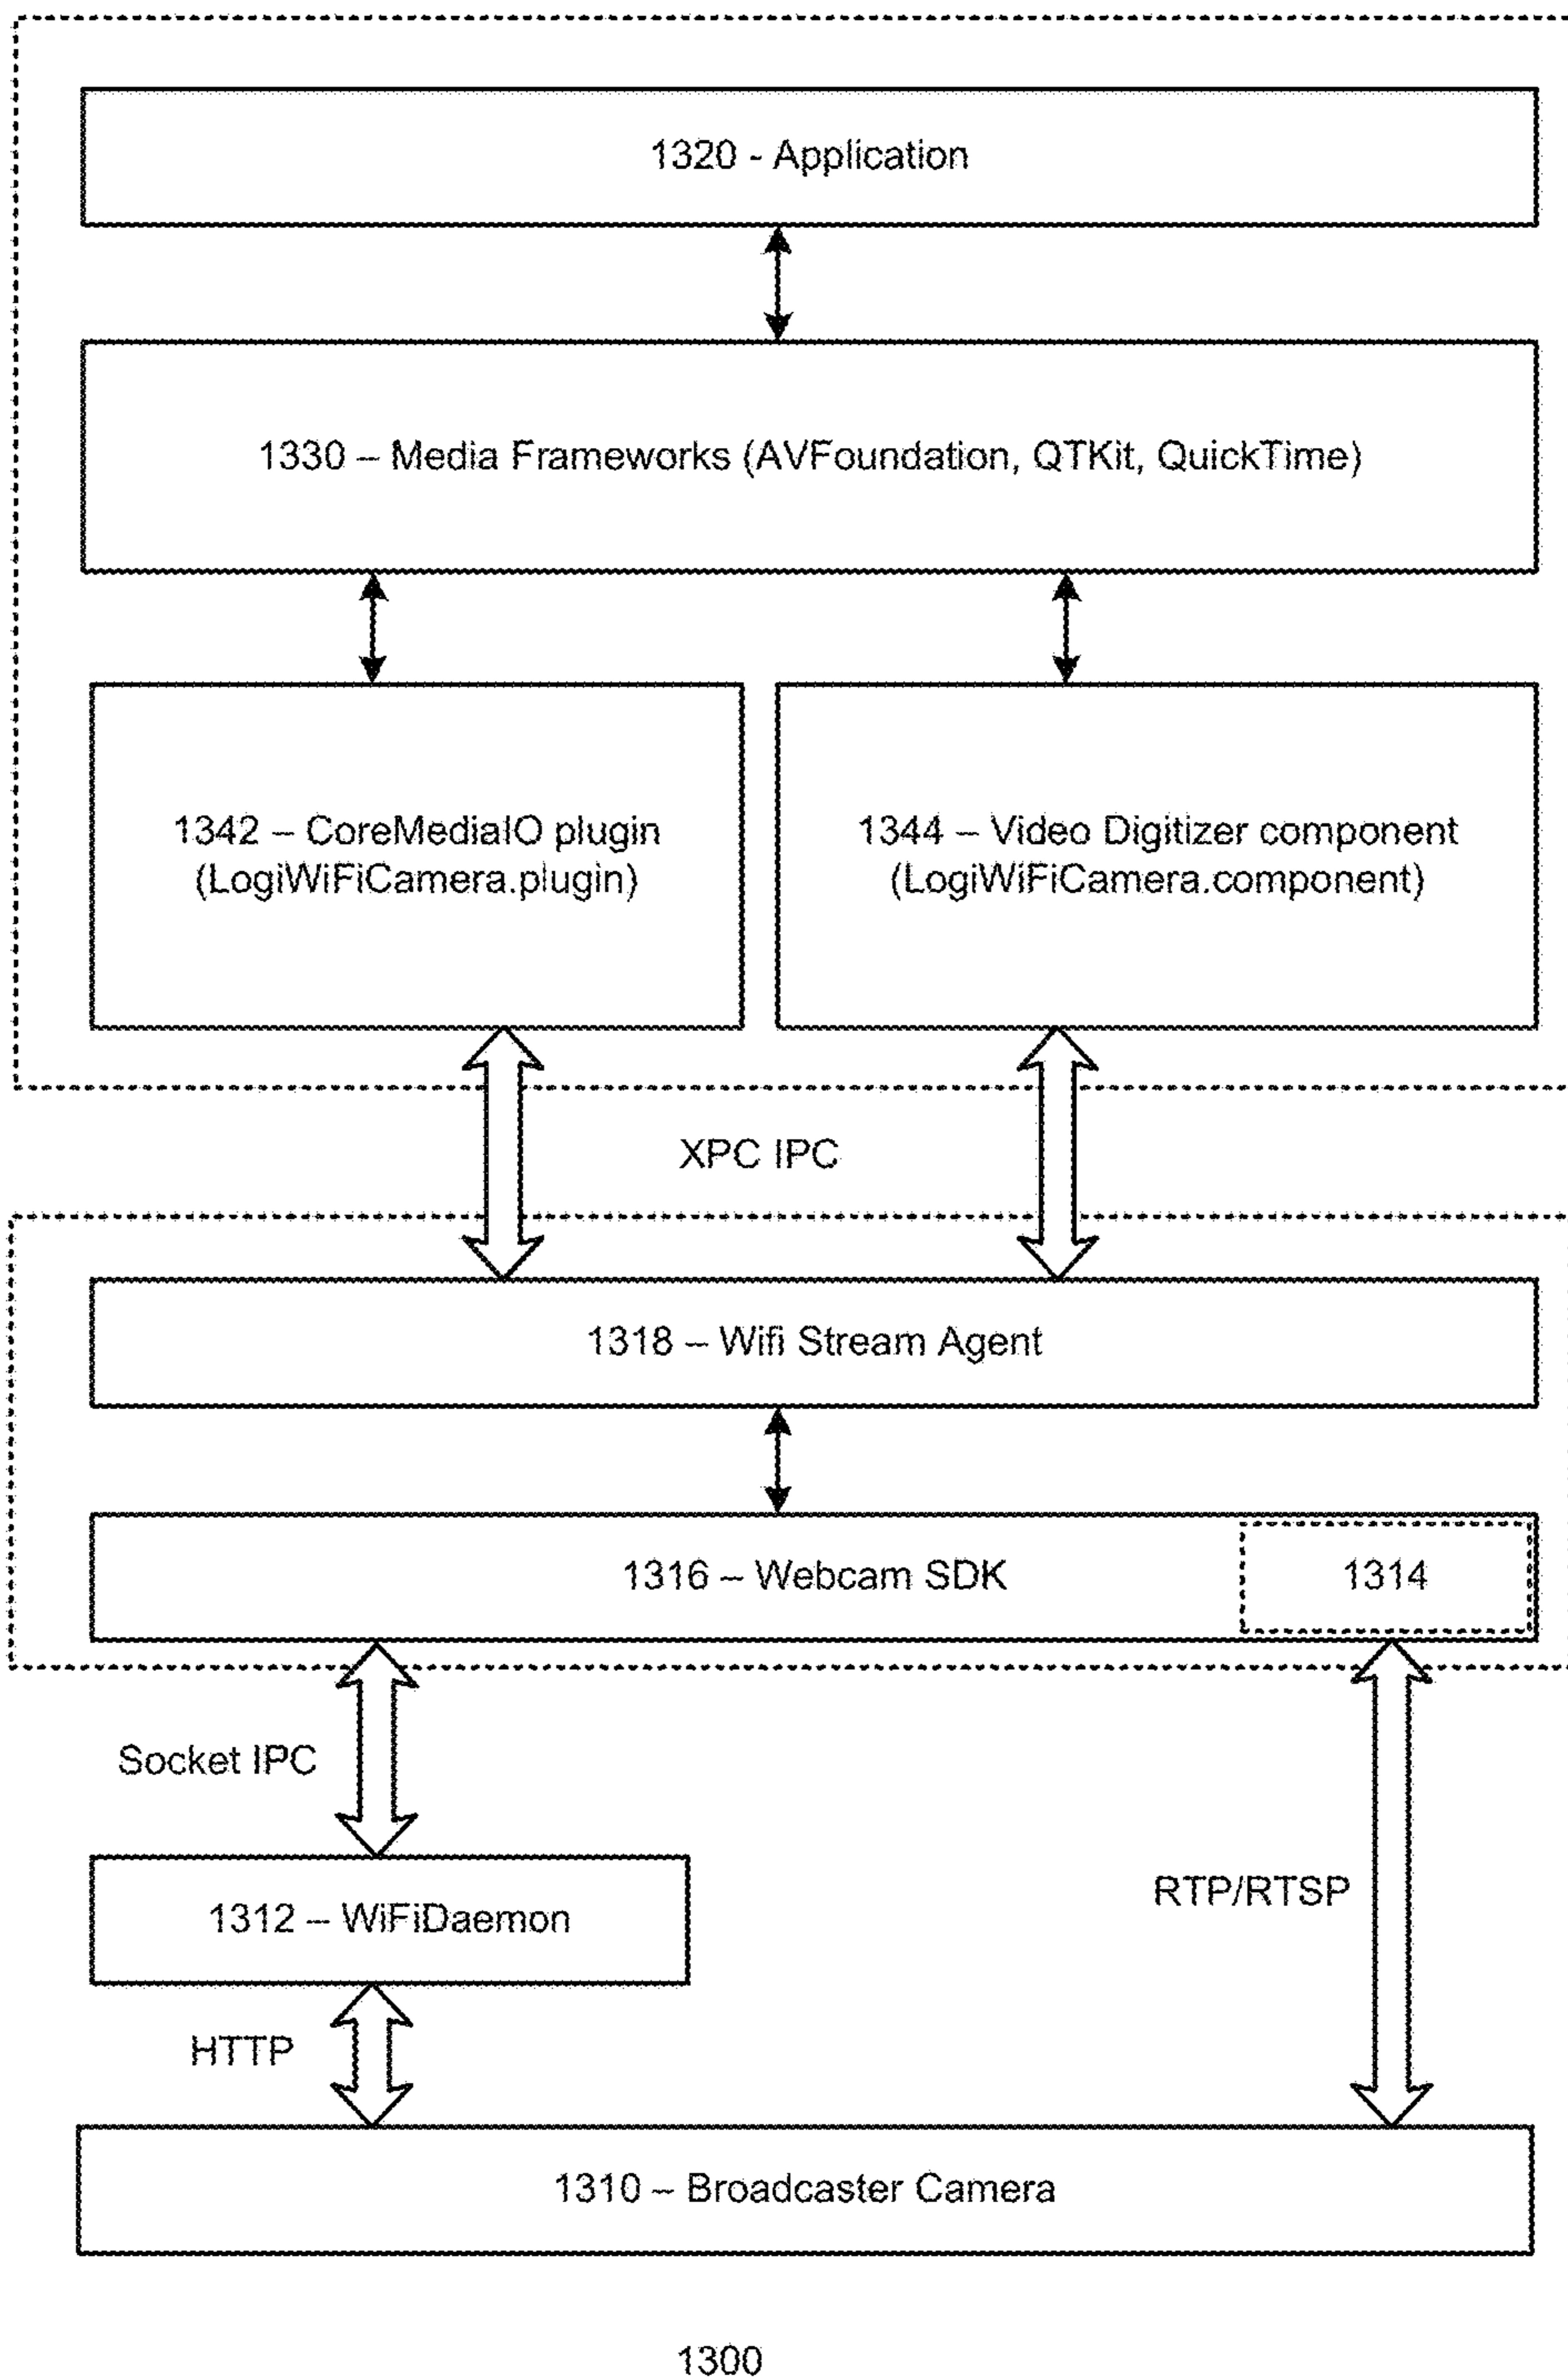 1320 - Application
1330 – Media Frameworks (AVFoundation, QTKit, QuickTime)
1342 – CoreMediaIO plugin
(LogiWiFiCamera.plugin)
1344 – Video Digitizer component
(LogiWiFiCamera.component)
XPC IPC
1318 – Wifi Stream Agent
1316 – Webcam SDK
1314
Socket IPC
1312 – WiFiDaemon
RTP/RTSP
HTTP
1310 – Broadcaster Camera
1300